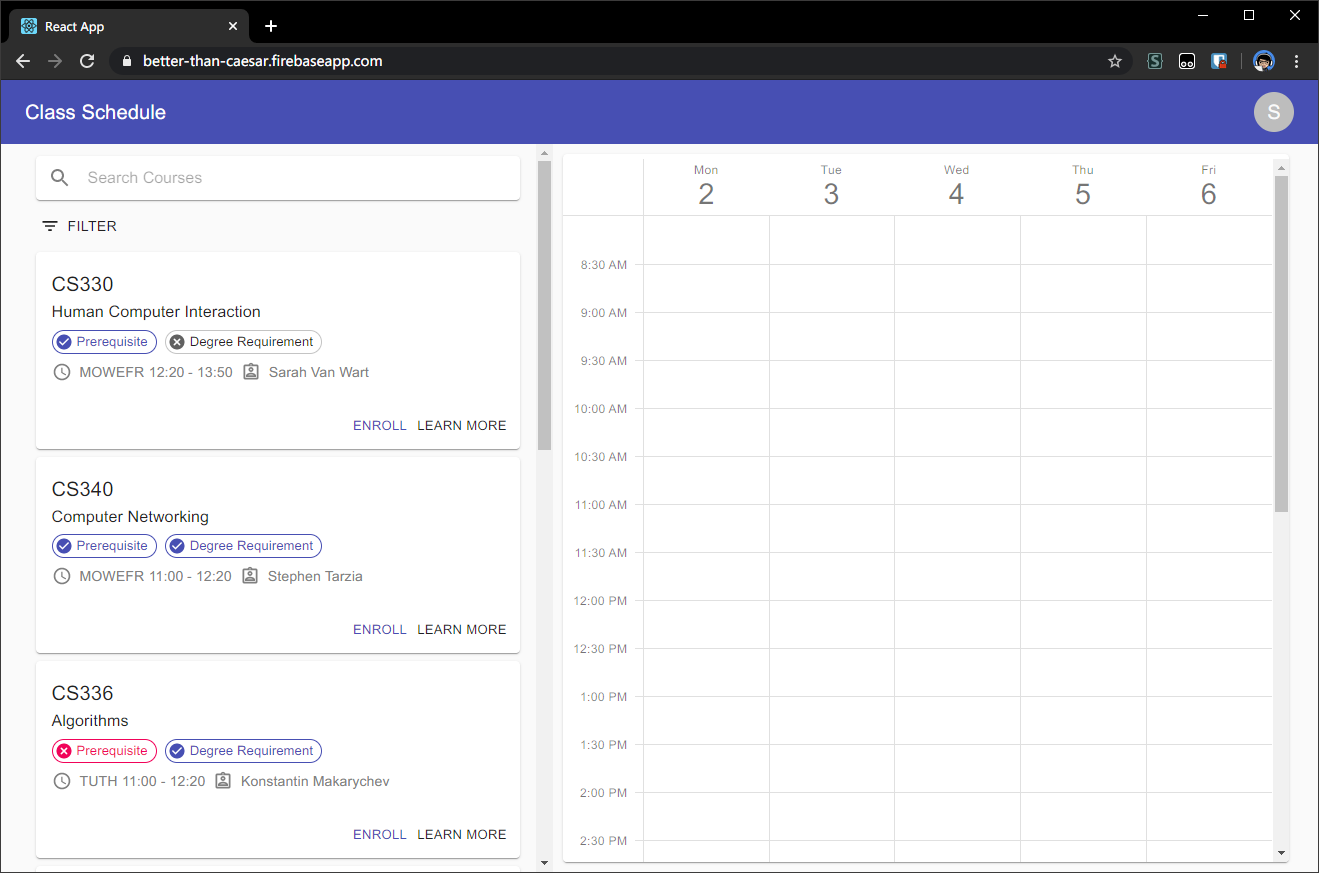 React App
better-than-caesar.firebaseapp.com
Class Schedule
S
Search Courses
FILTER
CS330
Human Computer Interaction
Prerequisite Degree Requirement
MOWEFR 12:20 - 13:50 Sarah Van Wart
ENROLL LEARN MORE
CS340
Computer Networking
Prerequisite Degree Requirement
MOWEFR 11:00 - 12:20 Stephen Tarzia
ENROLL LEARN MORE
CS336
Algorithms
Prerequisite Degree Requirement
TUTH 11:00 - 12:20 Konstantin Makarychev
ENROLL LEARN MORE
Mon Tue Wed Thu Fri
2 3 4 5 6
8:30 AM
9:00 AM
9:30 AM
10:00 AM
10:30 AM
11:00 AM
11:30 AM
12:00 PM
12:30 PM
1:00 PM
1:30 PM
2:00 PM
2:30 PM